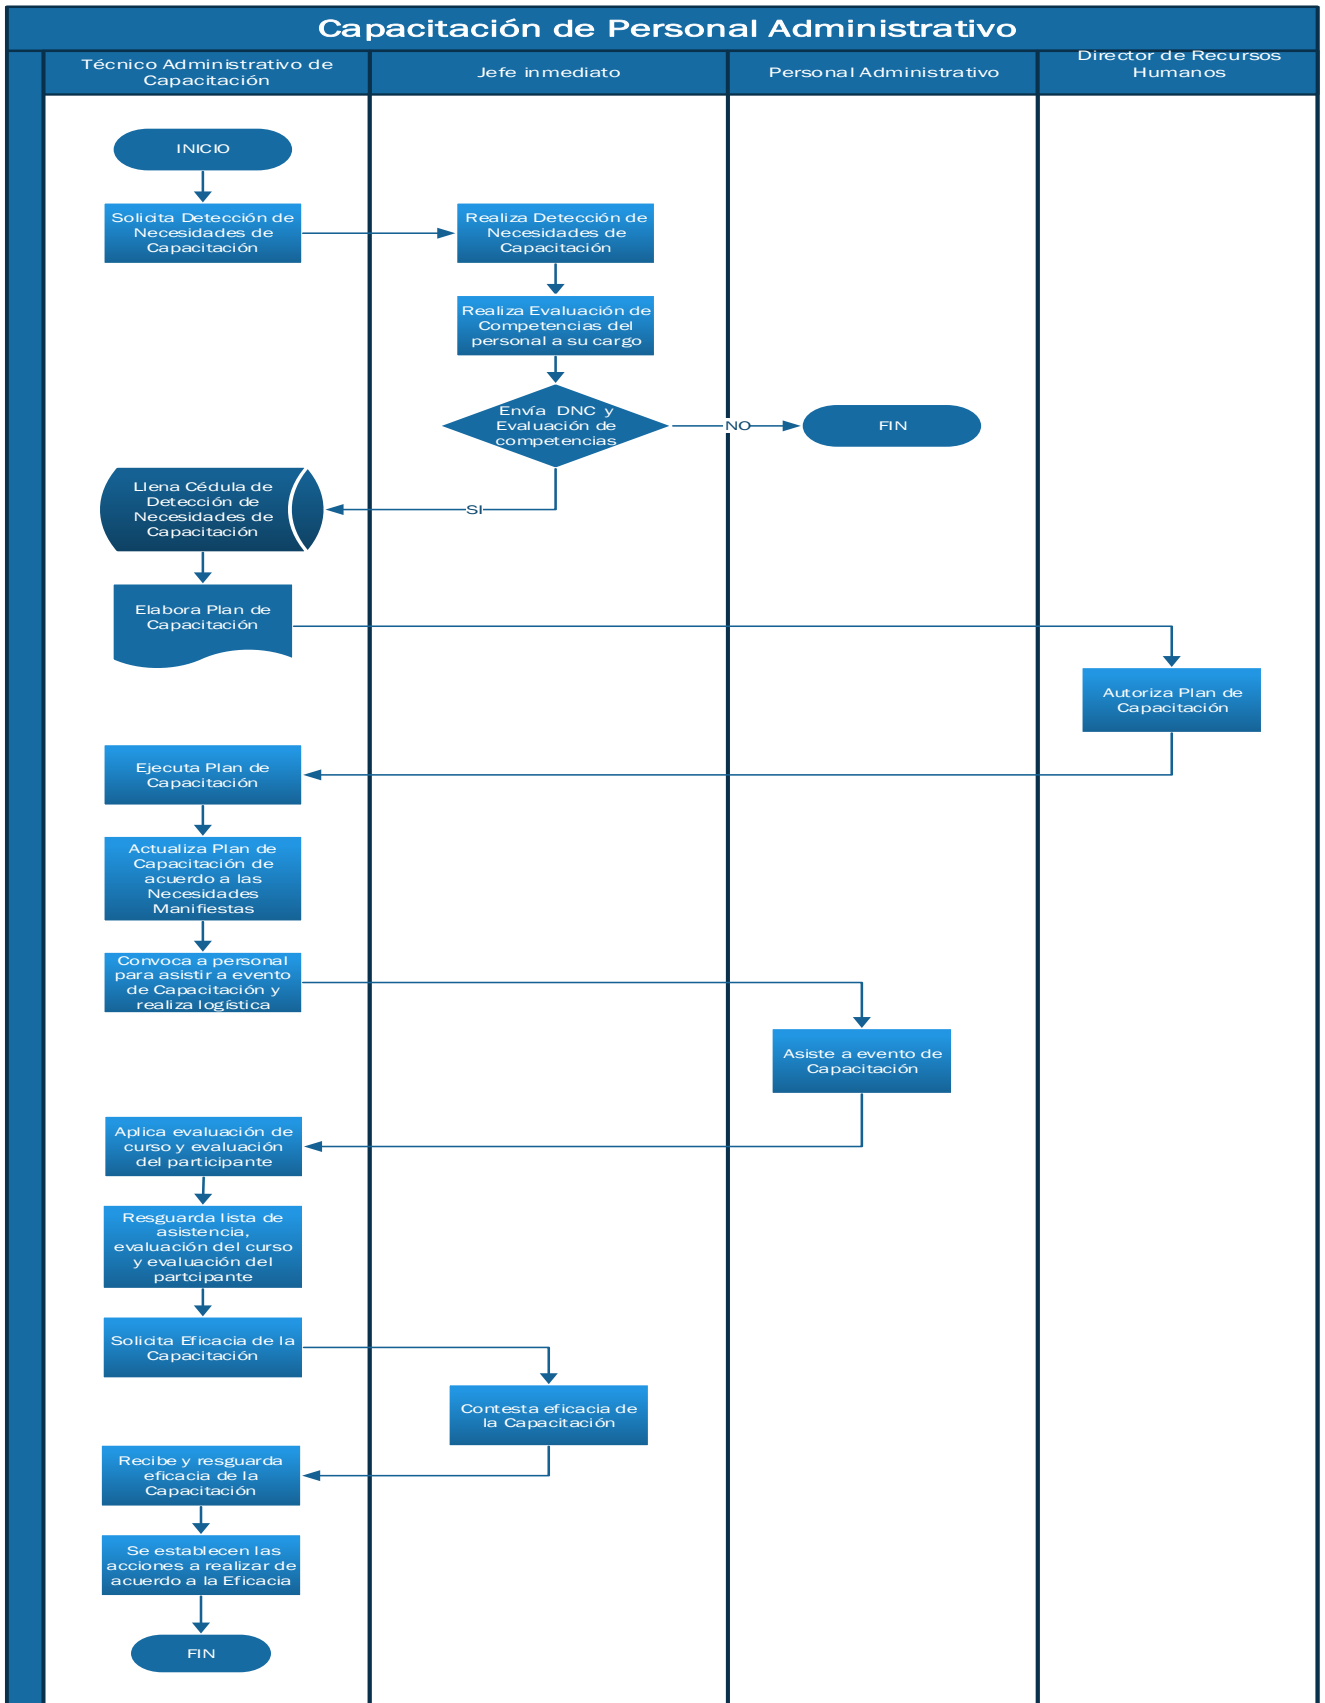 Capacitación de Personal Administrativo
Técnico Administrativo de
Capacitación
Jefe inmediato
Personal Administrativo
Director de Recursos
Humanos
INICIO
Solicita Detección de
Necesidades de
Capacitación
Realiza Detección de
Necesidades de
Capacitación
Realiza Evaluación de
Competencias del
personal a su cargo
Envía DNC y
Evaluación de
competencias
NO
FIN
SI
Llena Cédula de
Detección de
Necesidades de
Capacitación
Elabora Plan de
Capacitación
Autoriza Plan de
Capacitación
Ejecuta Plan de
Capacitación
Actualiza Plan de
Capacitación de
acuerdo a las
Necesidades
Manifiestas
Convoca a personal
para asistir a evento
de Capacitación y
realiza logística
Asiste a evento de
Capacitación
Aplica evaluación de
curso y evaluación
del participante
Resguarda lista de
asistencia,
evaluación del curso
y evaluación del
partcipante
Solicita Eficacia de la
Capacitación
Contesta eficacia de
la Capacitación
Recibe y resguarda
eficacia de la
Capacitación
Se establecen las
acciones a realizar de
acuerdo a la Eficacia
FIN